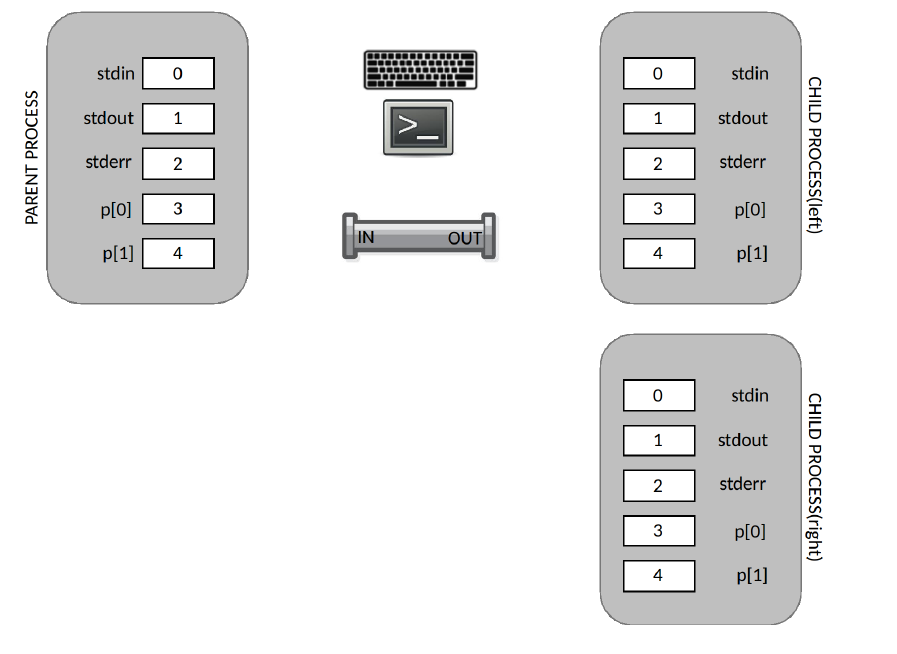 PARENT PROCESS
stdin 0
stdout 1
stderr 2
p[0] 3
p[1] 4
>_
IN OUT
0 stdin
1 stdout
2 stderr
3 p[0]
4 p[1]
CHILD PROCESS(left)
0 stdin
1 stdout
2 stderr
3 p[0]
4 p[1]
CHILD PROCESS(right)